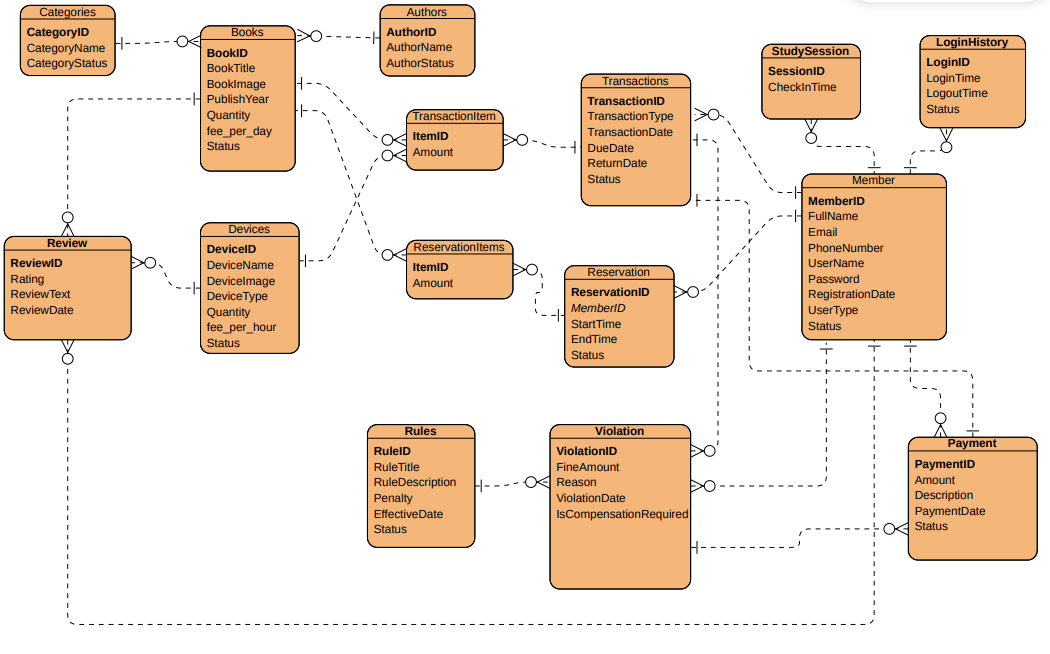 Categories
CategoryID
CategoryName
CategoryStatus
Books
BookID
BookTitle
BookImage
PublishYear
Quantity
fee_per_day
Status
Authors
AuthorID
AuthorName
AuthorStatus
TransactionItem
ItemID
Amount
Transactions
TransactionID
TransactionType
TransactionDate
DueDate
ReturnDate
Status
StudySession
SessionID
CheckInTime
LoginHistory
LoginID
LoginTime
LogoutTime
Status
Member
MemberID
FullName
Email
PhoneNumber
UserName
Password
RegistrationDate
UserType
Status
Review
ReviewID
Rating
ReviewText
ReviewDate
Devices
DeviceID
DeviceName
DeviceImage
DeviceType
Quantity
fee_per_hour
Status
ReservationItems
ItemID
Amount
Reservation
ReservationID
MemberID
StartTime
EndTime
Status
Rules
RuleID
RuleTitle
RuleDescription
Penalty
EffectiveDate
Status
Violation
ViolationID
FineAmount
Reason
ViolationDate
IsCompensationRequired
Payment
PaymentID
Amount
Description
PaymentDate
Status